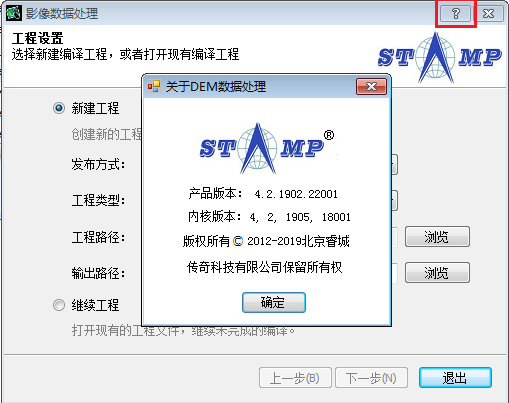 影像数据处理
?
工程设置
选择新建编译工程，或者打开现有编译工程
STAMP
关于DEM数据处理
STAMP®
产品版本: 4.2.1902.22001
内核版本: 4, 2, 1905, 18001
版权所有 © 2012-2019北京睿城
传奇科技有限公司保留所有权
确定
新建工程
创建新的工程
发布方式:
工程类型:
工程路径:
浏览
输出路径:
浏览
继续工程
打开现有的工程文件，继续未完成的编译。
上一步(B)
下一步(N)
退出